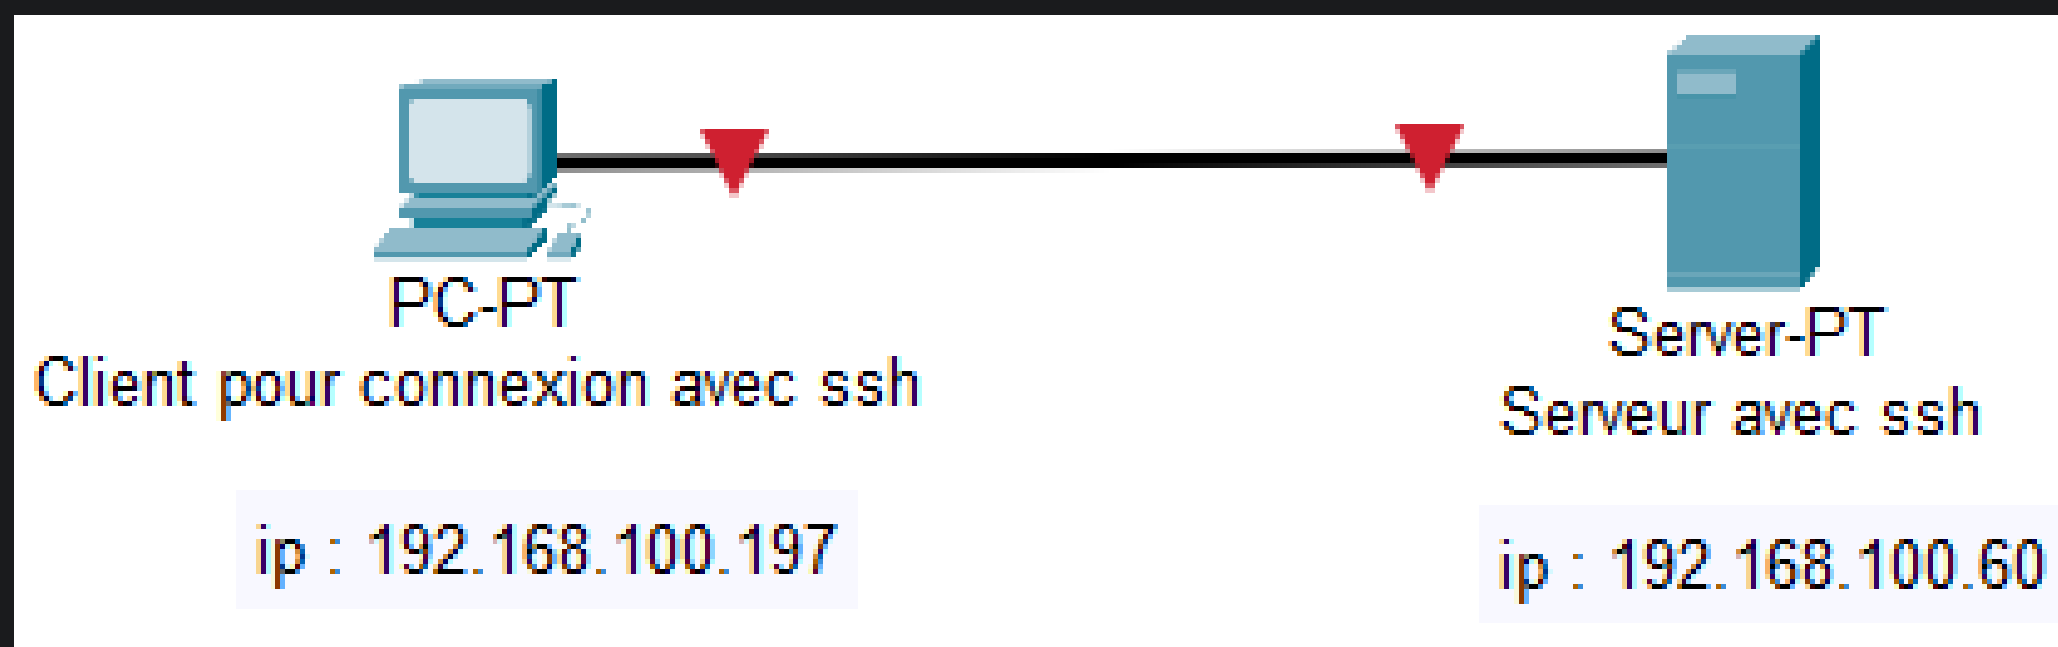 PC-PT
Client pour connexion avec ssh
ip : 192.168.100.197
Server-PT
Serveur avec ssh
ip : 192.168.100.60